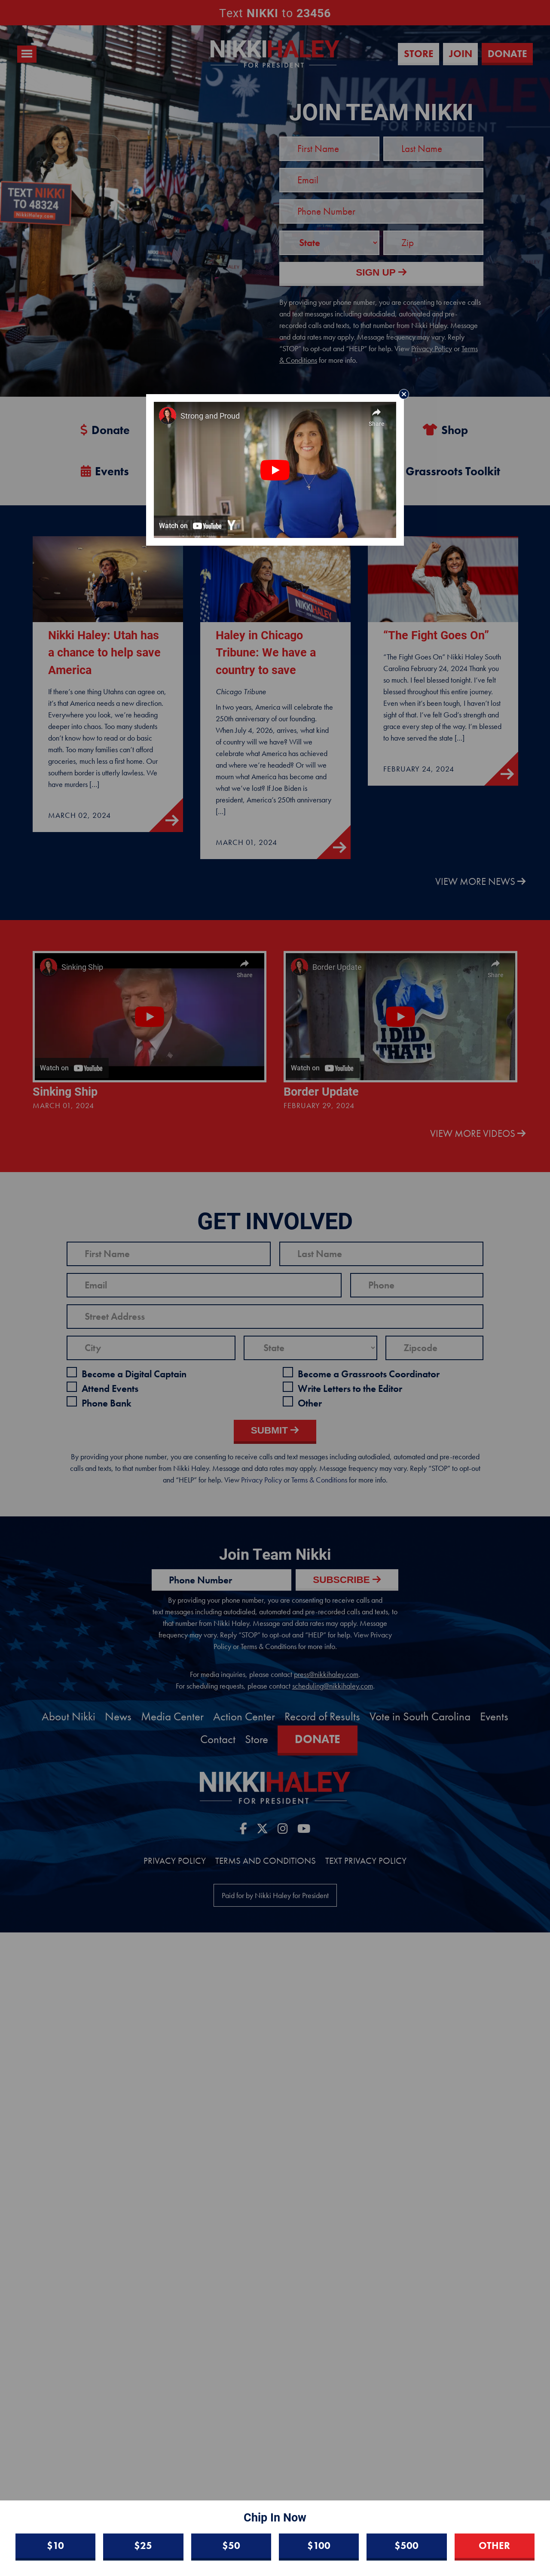 Text NIKKI to 23456
NIKKIHALEY
FOR PRESIDENT
STORE
JOIN
DONATE
JOIN TEAM NIKKI
First Name
Last Name
Email
Phone Number
State
Zip
SIGN UP
By providing your phone number, you are consenting to receive calls
and text messages including autodialed, automated and pre-
recorded calls and texts, to that number from Nikki Haley. Message
and data rates may apply. Message frequency may vary. Reply
"STOP" to opt-out and "HELP" for help. View Privacy Policy or Terms
& Conditions for more info.
TEXT NIKKI
TO 48324
NikkiHaley.com
Donate
Shop
Events
Grassroots Toolkit
Strong and Proud
Share
Watch on YouTube
Nikki Haley: Utah has
a chance to help save
America
If there's one thing Utahns can agree on,
it's that America needs a new direction.
Everywhere you look, we're heading
deeper into chaos. Too many students
don't know how to read or do basic
math. Too many families can't afford
groceries, much less a first home. Our
southern border is utterly lawless. We
have murders [...]
MARCH 02, 2024
Haley in Chicago
Tribune: We have a
country to save
Chicago Tribune
In two years, America will celebrate the
250th anniversary of our founding.
When July 4, 2026, arrives, what kind
of country will we have? Will we
celebrate what America has achieved
and where we're headed? Or will we
mourn what America has become and
what we've lost? If Joe Biden is
president, America's 250th anniversary
[...]
MARCH 01, 2024
"The Fight Goes On"
"The Fight Goes On" Nikki Haley South
Carolina February 24, 2024 Thank you
so much. I feel blessed tonight. I've felt
blessed throughout this entire journey.
Even when it's been tough, I haven't lost
sight of that. I've felt God's strength and
grace every step of the way. I'm blessed
to have served the state [...]
FEBRUARY 24, 2024
VIEW MORE NEWS
Sinking Ship
Share
Watch on YouTube
Border Update
Share
I DID
THAT!
Watch on YouTube
Sinking Ship
MARCH 01, 2024
Border Update
FEBRUARY 29, 2024
VIEW MORE VIDEOS
GET INVOLVED
First Name
Last Name
Email
Phone
Street Address
City
State
Zipcode
Become a Digital Captain
Become a Grassroots Coordinator
Attend Events
Write Letters to the Editor
Phone Bank
Other
SUBMIT
By providing your phone number, you are consenting to receive calls and text messages including autodialed, automated and pre-recorded
calls and texts, to that number from Nikki Haley. Message and data rates may apply. Message frequency may vary. Reply "STOP" to opt-out
and "HELP" for help. View Privacy Policy or Terms & Conditions for more info.
Join Team Nikki
Phone Number
SUBSCRIBE
By providing your phone number, you are consenting to receive calls and
text messages including autodialed, automated and pre-recorded calls and texts, to
that number from Nikki Haley. Message and data rates may apply. Message
frequency may vary. Reply "STOP" to opt-out and "HELP" for help. View Privacy
Policy or Terms & Conditions for more info.
For media inquiries, please contact press@nikkihaley.com.
For scheduling requests, please contact scheduling@nikkihaley.com.
About Nikki News Media Center Action Center Record of Results Vote in South Carolina Events
Contact Store DONATE
NIKKIHALEY
FOR PRESIDENT
PRIVACY POLICY TERMS AND CONDITIONS TEXT PRIVACY POLICY
Paid for by Nikki Haley for President
Chip In Now
$10
$25
$50
$100
$500
OTHER